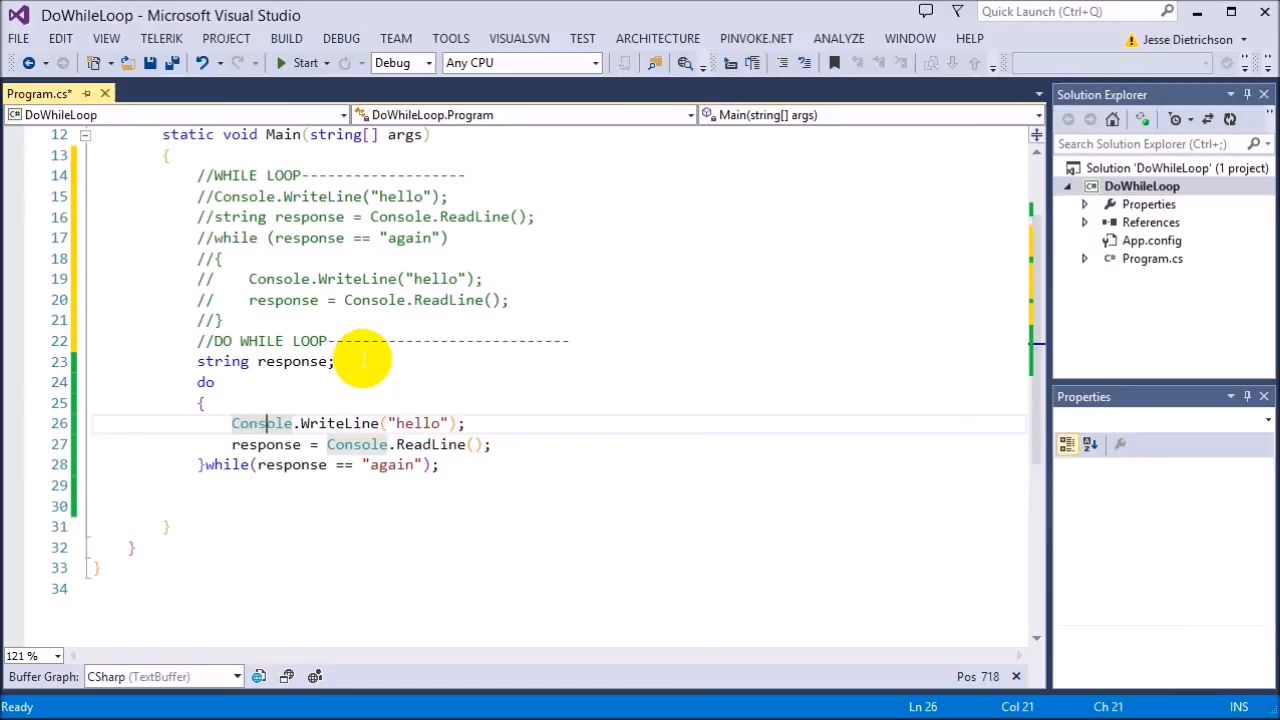 DoWhileLoop - Microsoft Visual Studio
Quick Launch (Ctrl+Q)
FILE EDIT VIEW TELERIK PROJECT BUILD DEBUG TEAM TOOLS VISUALSVN TEST ARCHITECTURE PINVOKE.NET ANALYZE WINDOW HELP Jesse Dietrichson
Start Debug Any CPU
Program.cs*
DoWhileLoop DoWhileLoop.Program Main(string[] args)
12 static void Main(string[] args)
13 {
14 //WHILE LOOP-------------------
15 //Console.WriteLine("hello");
16 //string response = Console.ReadLine();
17 //while (response == "again")
18 //{
19 //    Console.WriteLine("hello");
20 //    response = Console.ReadLine();
21 //}
22 //DO WHILE LOOP----------------------------
23 string response;
24 do
25 {
26 Console.WriteLine("hello");
27 response = Console.ReadLine();
28 }while(response == "again");
29
30
31 }
32 }
33 }
34
121 %
Buffer Graph: CSharp (TextBuffer) Pos 718
Solution Explorer
Search Solution Explorer (Ctrl+;)
Solution 'DoWhileLoop' (1 project)
DoWhileLoop
Properties
References
App.config
Program.cs
Properties
Ready Ln 26 Col 21 Ch 21 INS